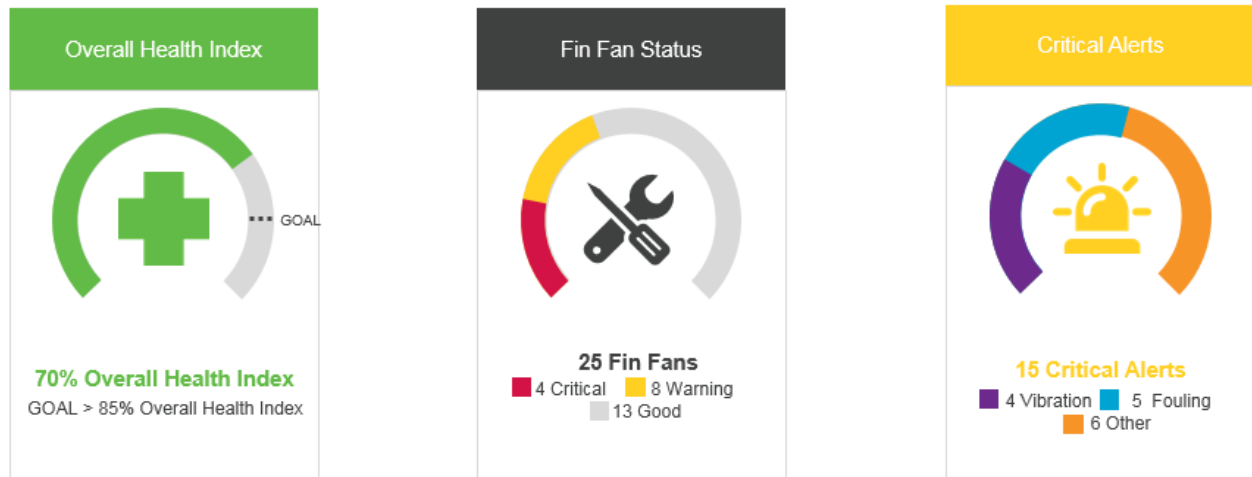 Overall Health Index
GOAL
70% Overall Health Index
GOAL > 85% Overall Health Index
Fin Fan Status
25 Fin Fans
4 Critical 8 Warning
13 Good
Critical Alerts
15 Critical Alerts
4 Vibration 5 Fouling
6 Other